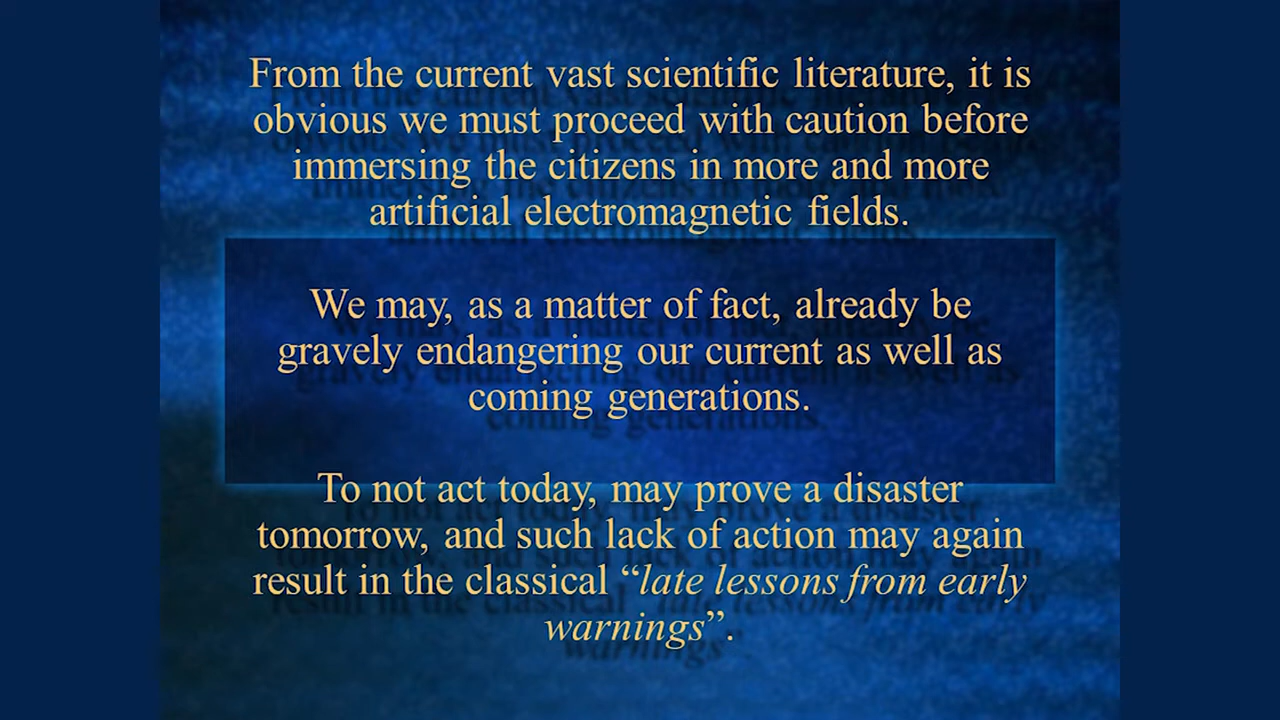 From the current vast scientific literature, it is
obvious we must proceed with caution before
immersing the citizens in more and more
artificial electromagnetic fields.
We may, as a matter of fact, already be
gravely endangering our current as well as
coming generations.
To not act today, may prove a disaster
tomorrow, and such lack of action may again
result in the classical “late lessons from early
warnings”.